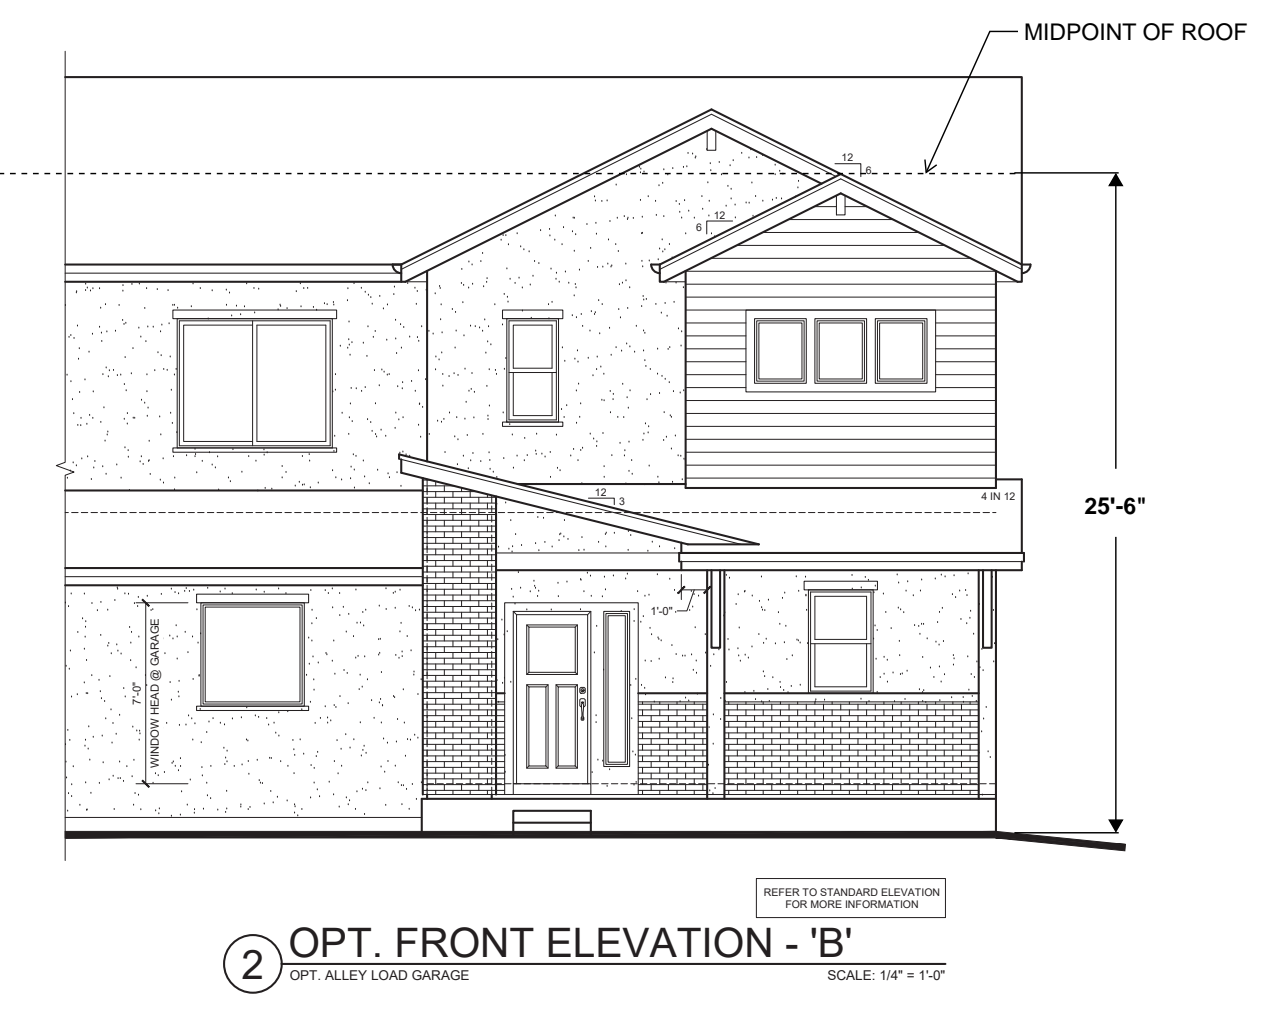 MIDPOINT OF ROOF
12
6
12
6
12
3
4 IN 12
25'-6"
1'-0"
7'-0"
WINDOW HEAD @ GARAGE
REFER TO STANDARD ELEVATION
FOR MORE INFORMATION
2
OPT. FRONT ELEVATION - 'B'
OPT. ALLEY LOAD GARAGE
SCALE: 1/4" = 1'-0"